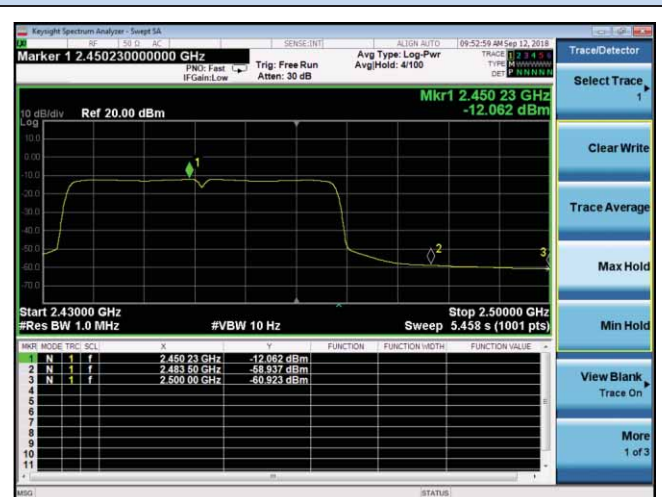 Keysight Spectrum Analyzer - Swept SA
RF 50 Ω AC SENSE:INT ALIGN AUTO 09:52:59 AM Sep 12, 2018
Marker 1 2.450230000000 GHz
PNO: Fast Trig: Free Run Avg Type: Log-Pwr TRACE 1 2 3 4 5 6
IFGain:Low Atten: 30 dB Avg|Hold: 4/100 TYPE M
DET P N N N N N
Mkr1 2.450 23 GHz
-12.062 dBm
10 dB/div Ref 20.00 dBm
Log
10.0
0.00
-10.0
-20.0
-30.0
-40.0
-50.0
-60.0
-70.0
1
2
3
Start 2.43000 GHz Stop 2.50000 GHz
#Res BW 1.0 MHz #VBW 10 Hz Sweep 5.458 s (1001 pts)
MKR MODE TRC SCL X Y FUNCTION FUNCTION WIDTH FUNCTION VALUE
1 N 1 f 2.450 23 GHz -12.062 dBm
2 N 1 f 2.483 50 GHz -58.937 dBm
3 N 1 f 2.500 00 GHz -60.923 dBm
4
5
6
7
8
9
10
11
MSG STATUS
Trace/Detector
Select Trace
1
Clear Write
Trace Average
Max Hold
Min Hold
View Blank
Trace On
More
1 of 3